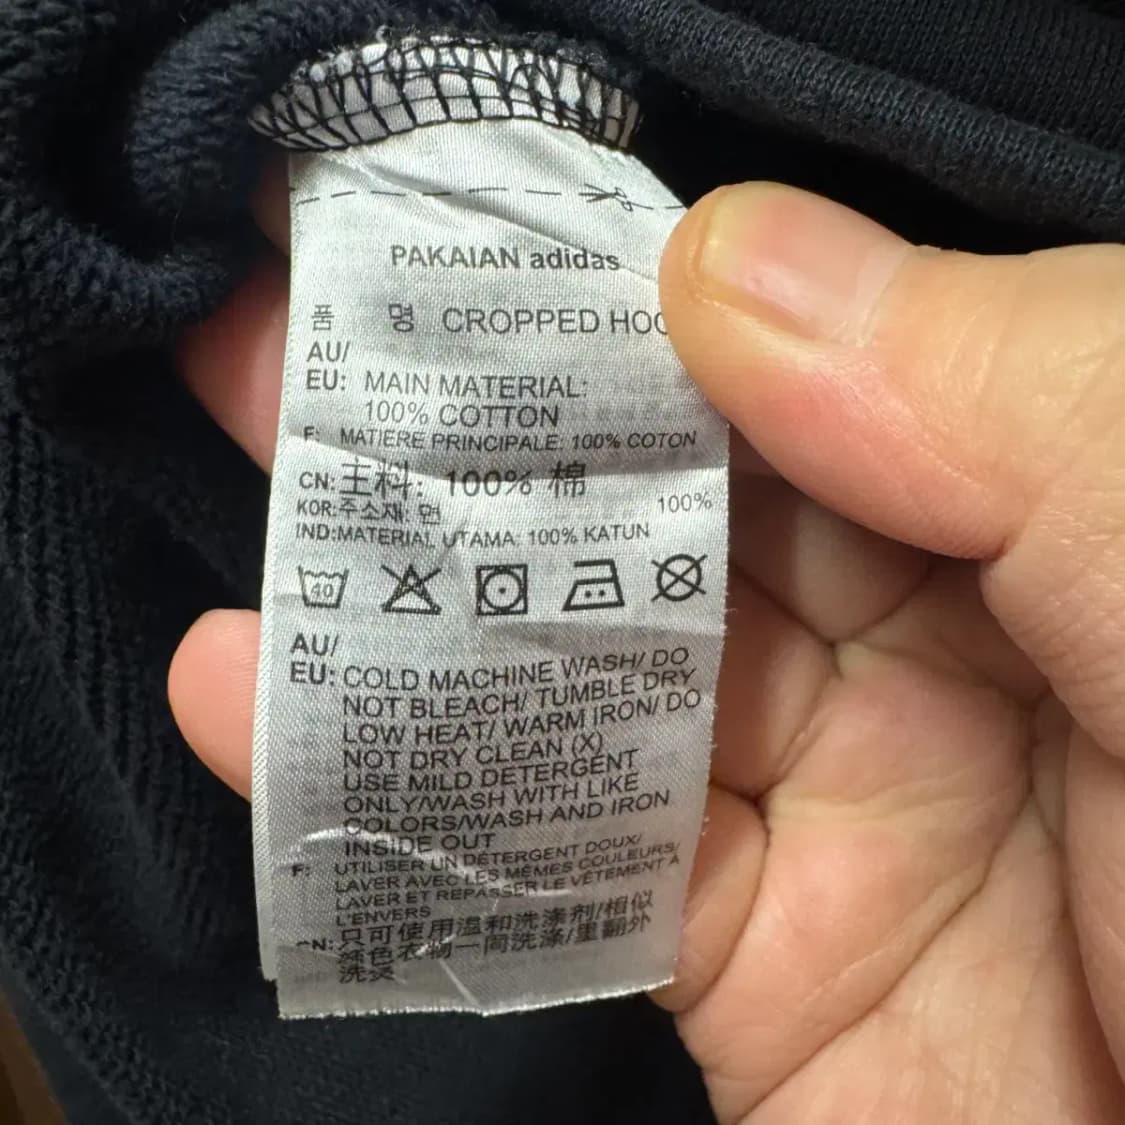 PAKAIAN adidas
품 명 CROPPED
AU/
EU: MAIN MATERIAL:
100% COTTON
F: MATIÈRE PRINCIPALE: 100% COTON
CN: 主料: 100% 棉
KOR: 주소재: 면 100%
IND:MATERIAL UTAMA: 100% KATUN
40
AU/
EU: COLD MACHINE WASH/ DO
NOT BLEACH/ TUMBLE DRY
LOW HEAT/ WARM IRON/ DO
NOT DRY CLEAN (X)
USE MILD DETERGENT
ONLY/WASH WITH LIKE
COLORS/WASH AND IRON
INSIDE OUT
F: UTILISER UN DÉTERGENT DOUX/
LAVER AVEC LES MÊMES COULEURS/
LAVER ET REPASSER LE VÊTEMENT À
L'ENVERS
CN: 只可使用温和洗涤剂/相似
颜色衣物一同洗涤/里翻外
洗烫